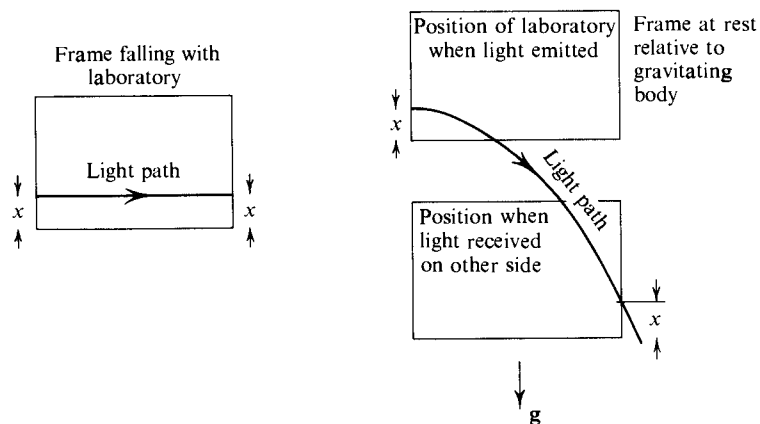 Frame falling with
laboratory
Light path
x
x
Position of laboratory
when light emitted
Frame at rest
relative to
gravitating
body
x
Light path
Position when
light received
on other side
x
g